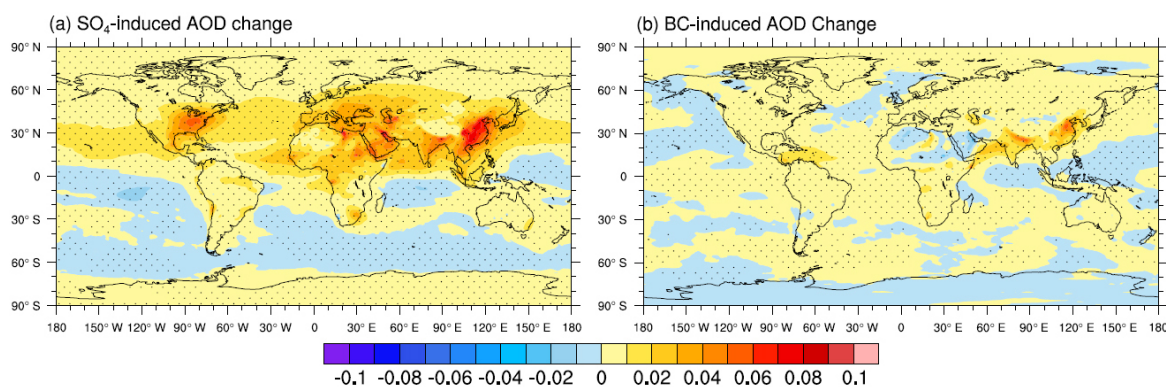 (a) SO₄-induced AOD change
(b) BC-induced AOD Change
90° N
60° N
30° N
0
30° S
60° S
90° S
90° N
60° N
30° N
0
30° S
60° S
90° S
180 150° W 120° W 90° W 60° W 30° W 0 30° E 60° E 90° E 120° E 150° E 180
180 150° W 120° W 90° W 60° W 30° W 0 30° E 60° E 90° E 120° E 150° E 180
-0.1 -0.08 -0.06 -0.04 -0.02 0 0.02 0.04 0.06 0.08 0.1